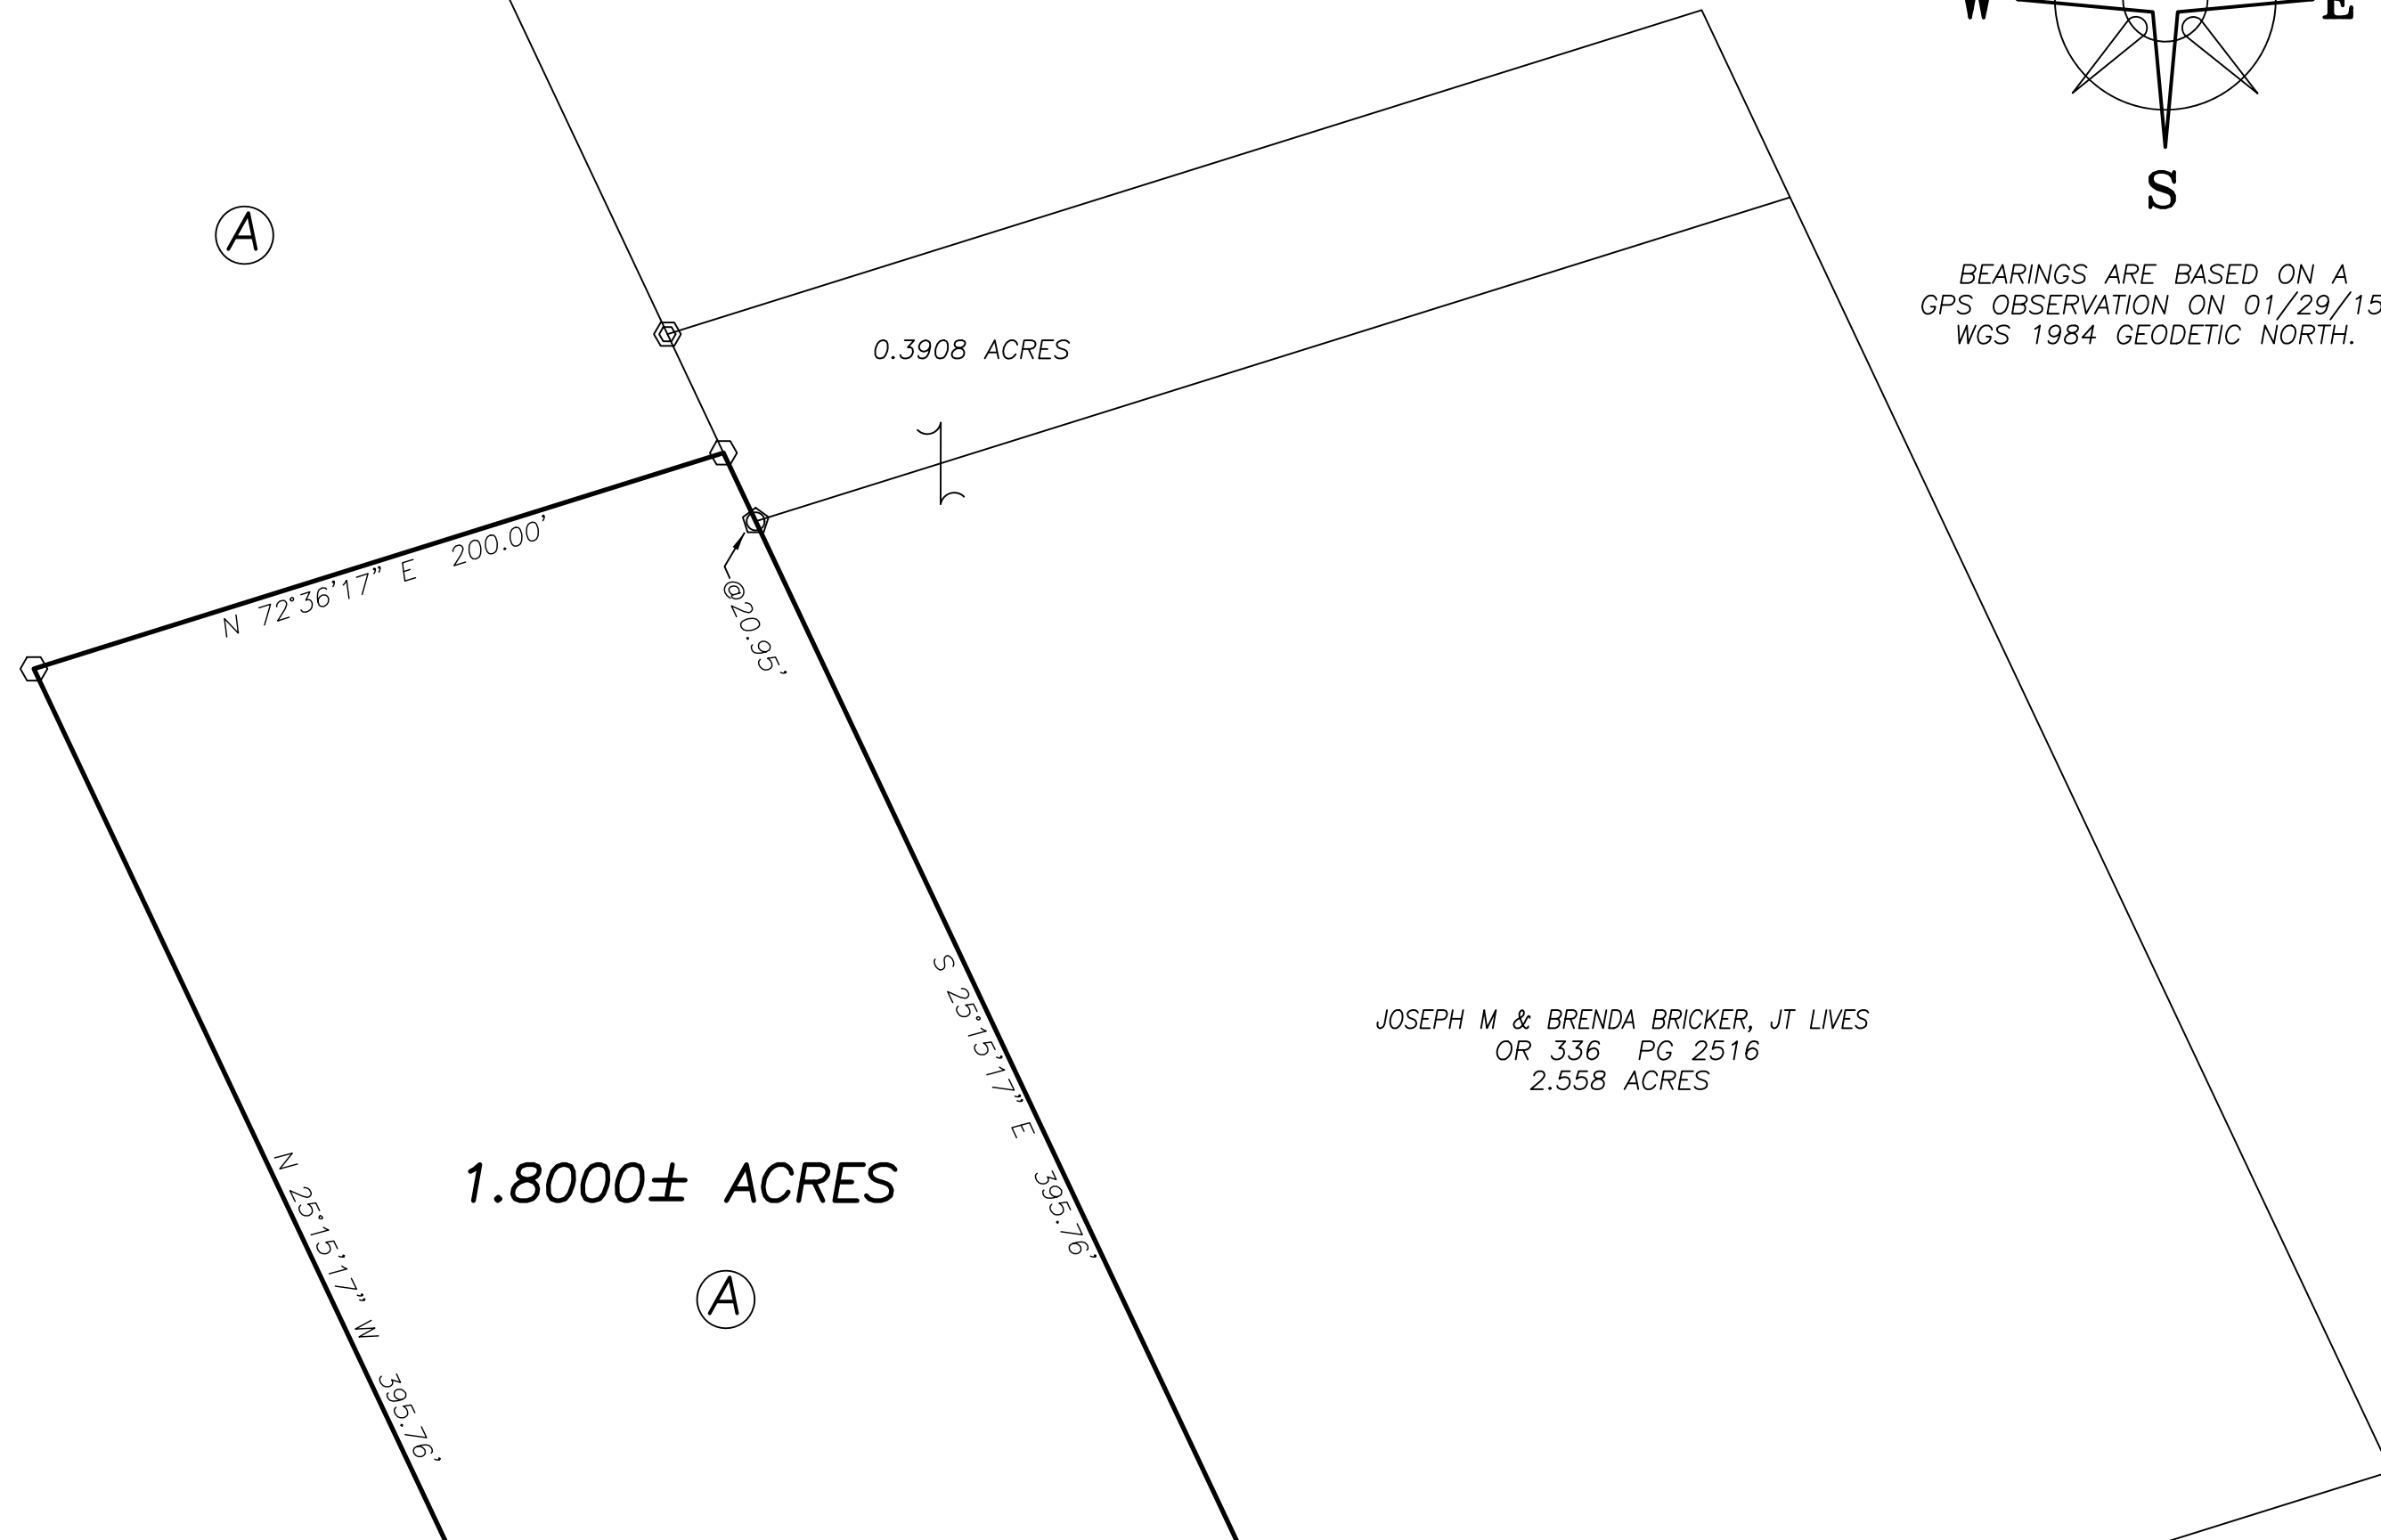 W
E
S
BEARINGS ARE BASED ON A
GPS OBSERVATION ON 01/29/15
WGS 1984 GEODETIC NORTH.
A
0.3908 ACRES
N 72°36'17" E 200.00'
@20.95'
S 25°15'17" E 395.76'
JOSEPH M & BRENDA BRICKER, JT LIVES
OR 336 PG 2516
2.558 ACRES
N 25°15'17" W 395.76'
1.8000± ACRES
A